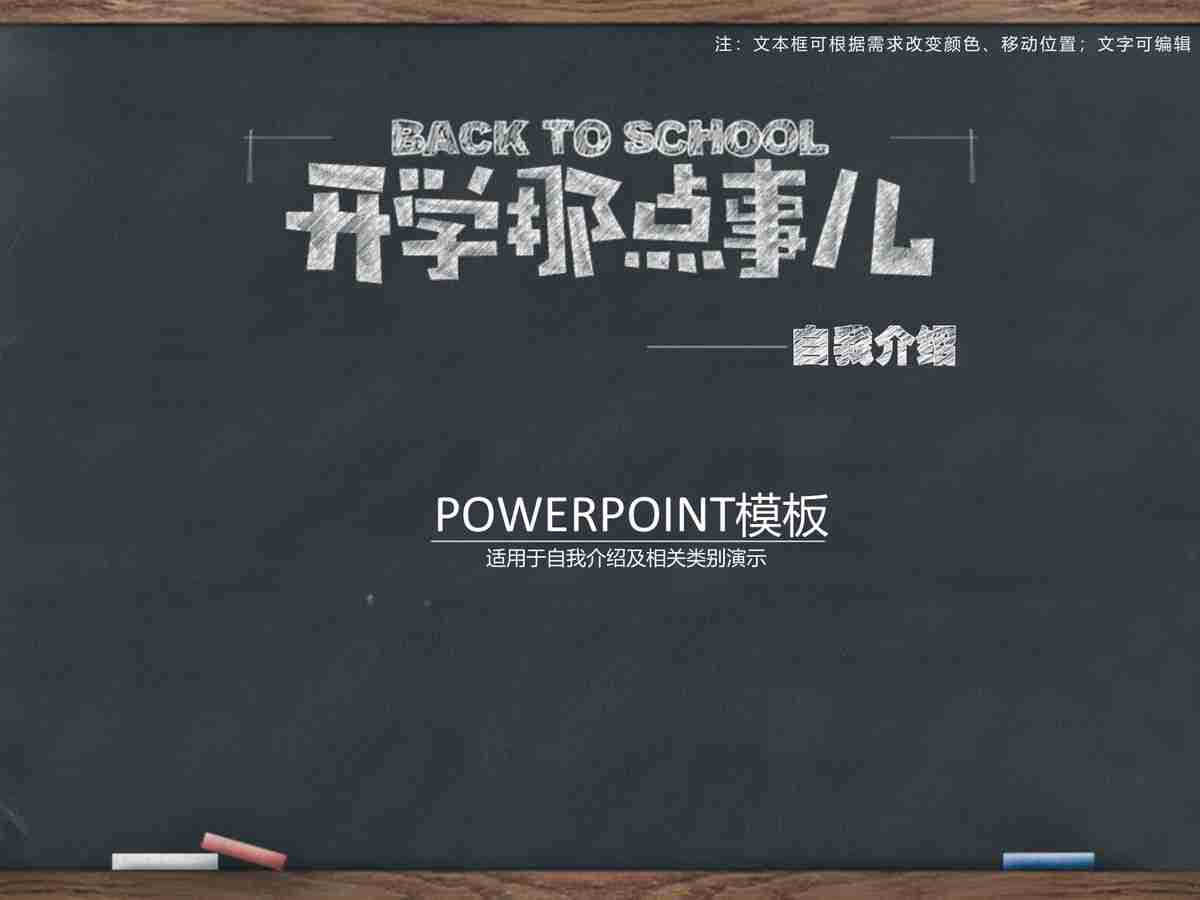 注：文本框可根据需求改变颜色、移动位置；文字可编辑
BACK TO SCHOOL
开学那点事儿
自我介绍
POWERPOINT模板
适用于自我介绍及相关类别演示